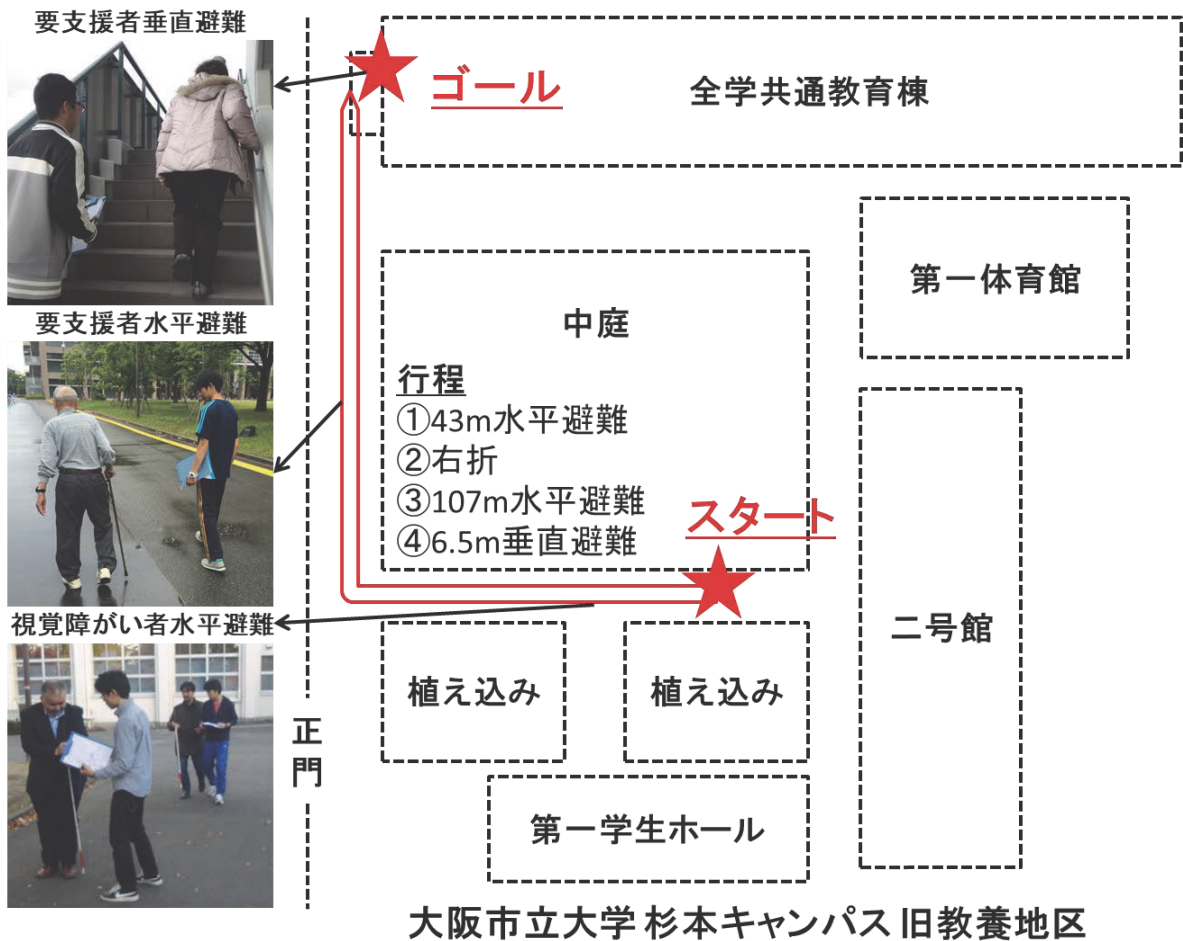 要支援者垂直避難
ゴール
全学共通教育棟
第一体育館
要支援者水平避難
中庭
行程
①43m水平避難
②右折
③107m水平避難
④6.5m垂直避難
スタート
視覚障がい者水平避難
二号館
植え込み
植え込み
正門
第一学生ホール
大阪市立大学 杉本キャンパス 旧教養地区